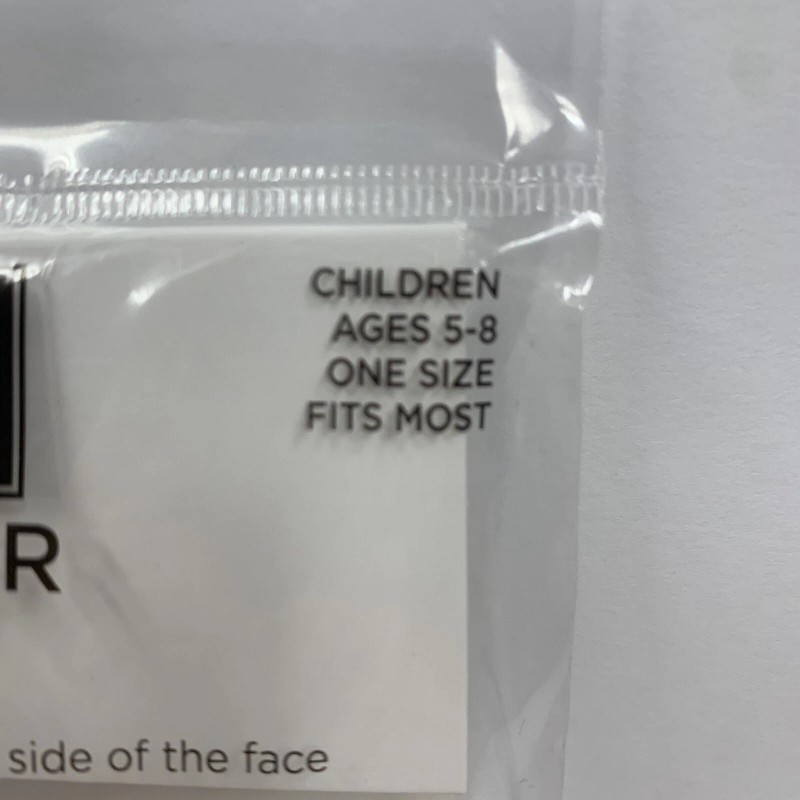 CHILDREN
AGES 5-8
ONE SIZE
FITS MOST
R
side of the face